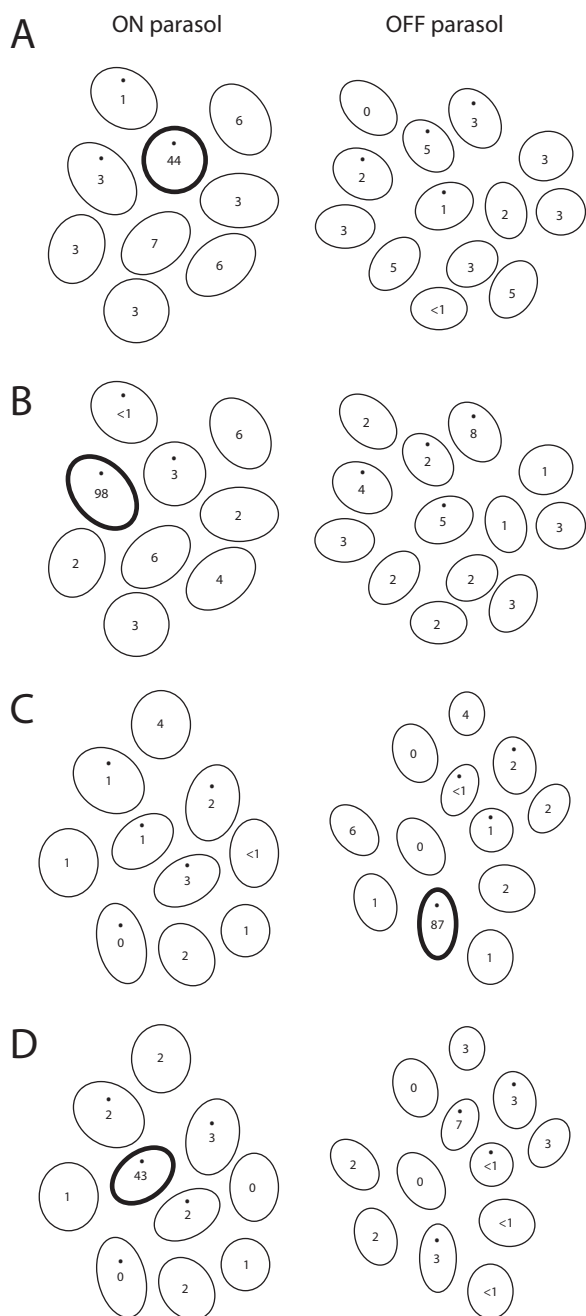 ON parasol OFF parasol
A
1 6 44 3 3 3 7 6 3
0 3 5 3 2 1 2 3 3 5 3 5 <1
B
<1 6 3 98 2 2 6 4 3
2 8 2 1 4 5 1 3 3 2 2 3 2
C
4 1 2 1 <1 1 3 1 0 2
4 0 2 <1 2 6 1 0 2 1 87 1
D
2 2 3 43 0 1 2 1 0 2
3 0 3 7 3 2 <1 0 <1 2 3 <1